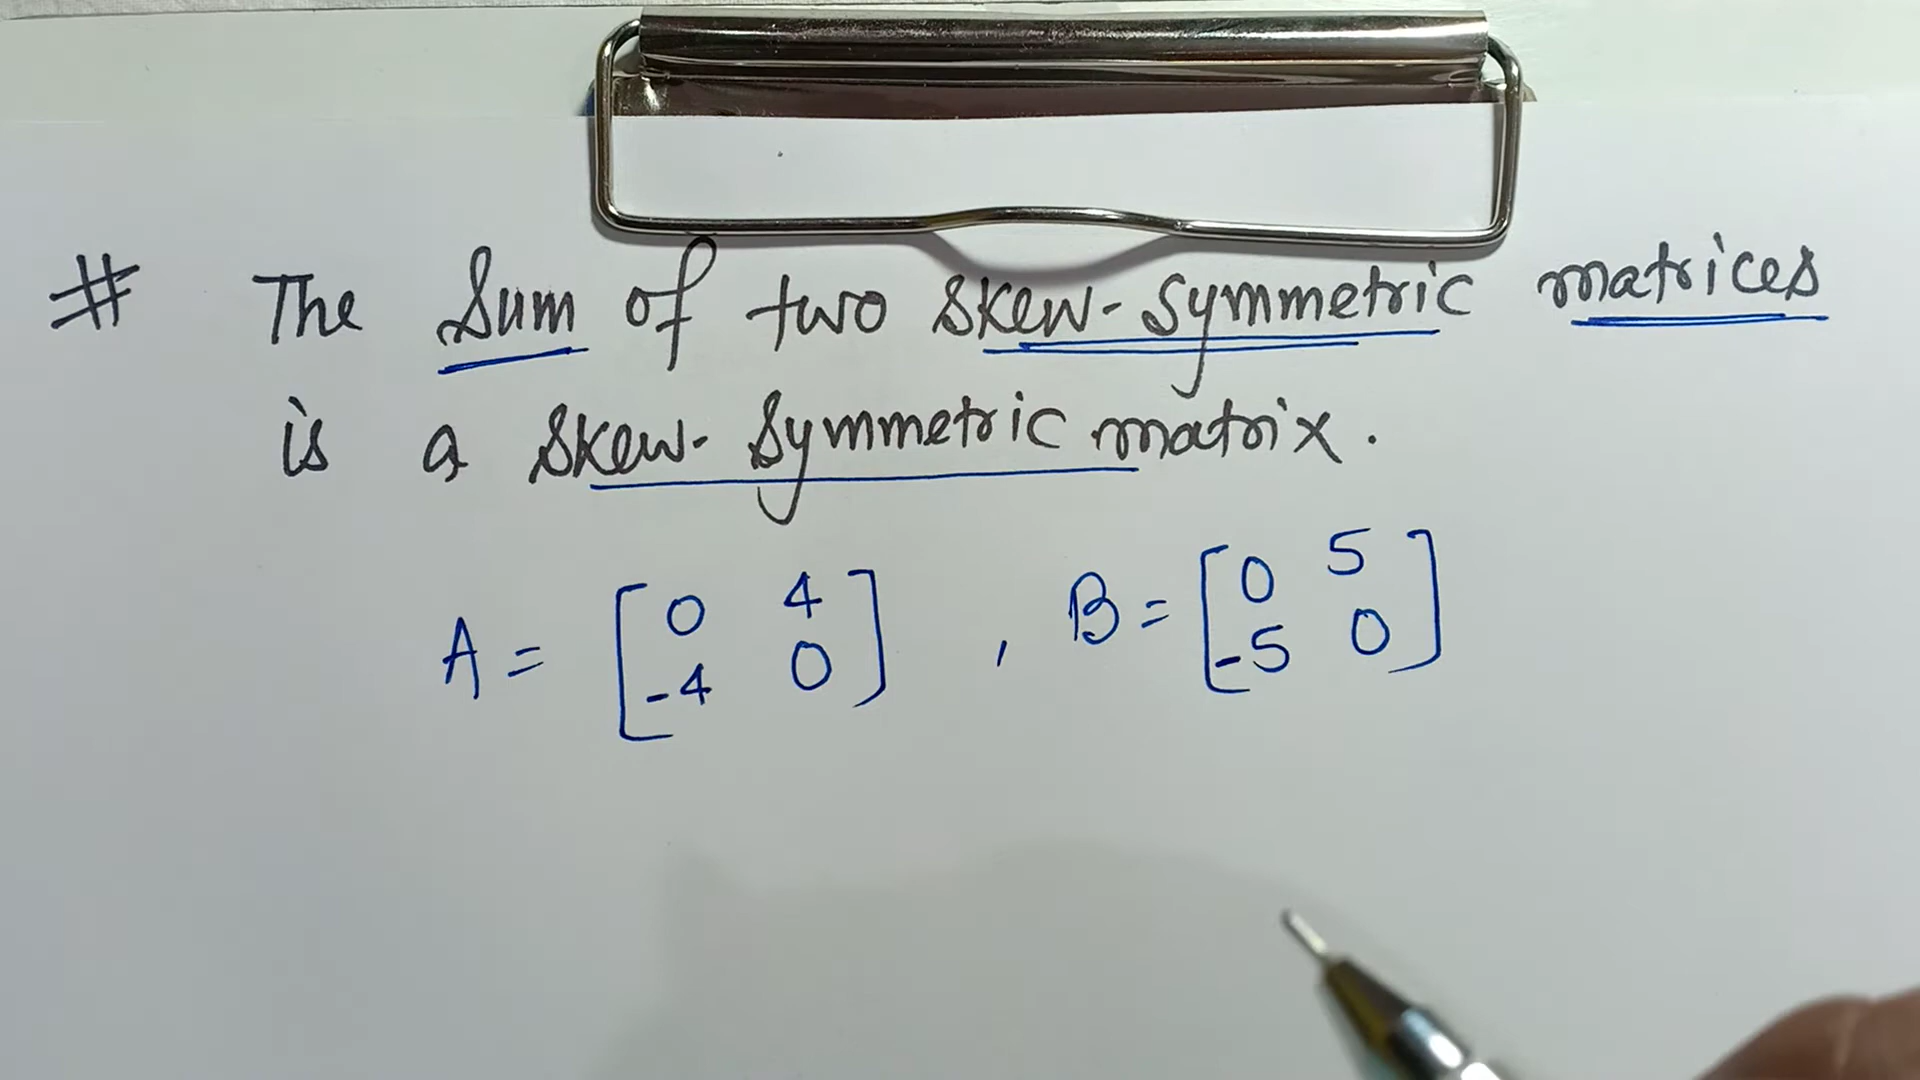 # The Sum of two skew-symmetric matrices
is a skew-symmetric matrix.
A = [0 4
-4 0] , B = [0 5
-5 0]